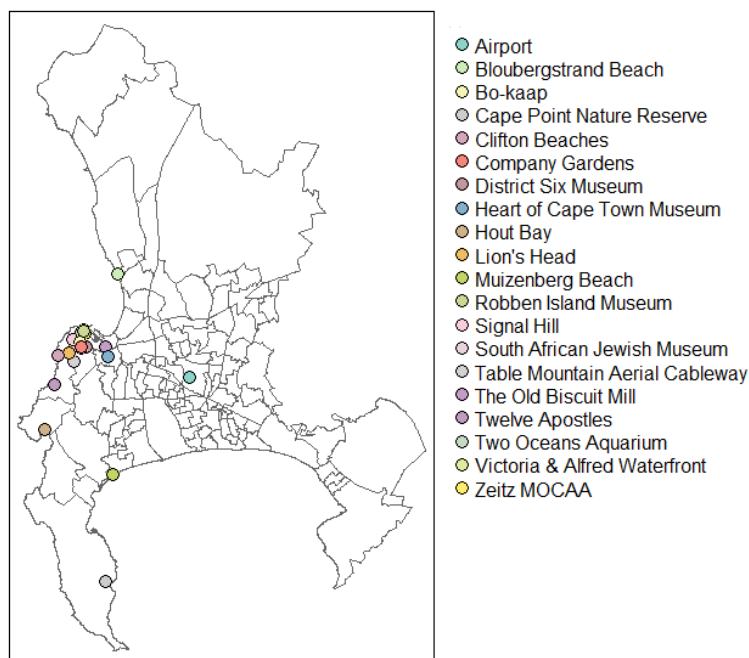 Airport
Bloubergstrand Beach
Bo-kaap
Cape Point Nature Reserve
Clifton Beaches
Company Gardens
District Six Museum
Heart of Cape Town Museum
Hout Bay
Lion's Head
Muizenberg Beach
Robben Island Museum
Signal Hill
South African Jewish Museum
Table Mountain Aerial Cableway
The Old Biscuit Mill
Twelve Apostles
Two Oceans Aquarium
Victoria & Alfred Waterfront
Zeitz MOCAA